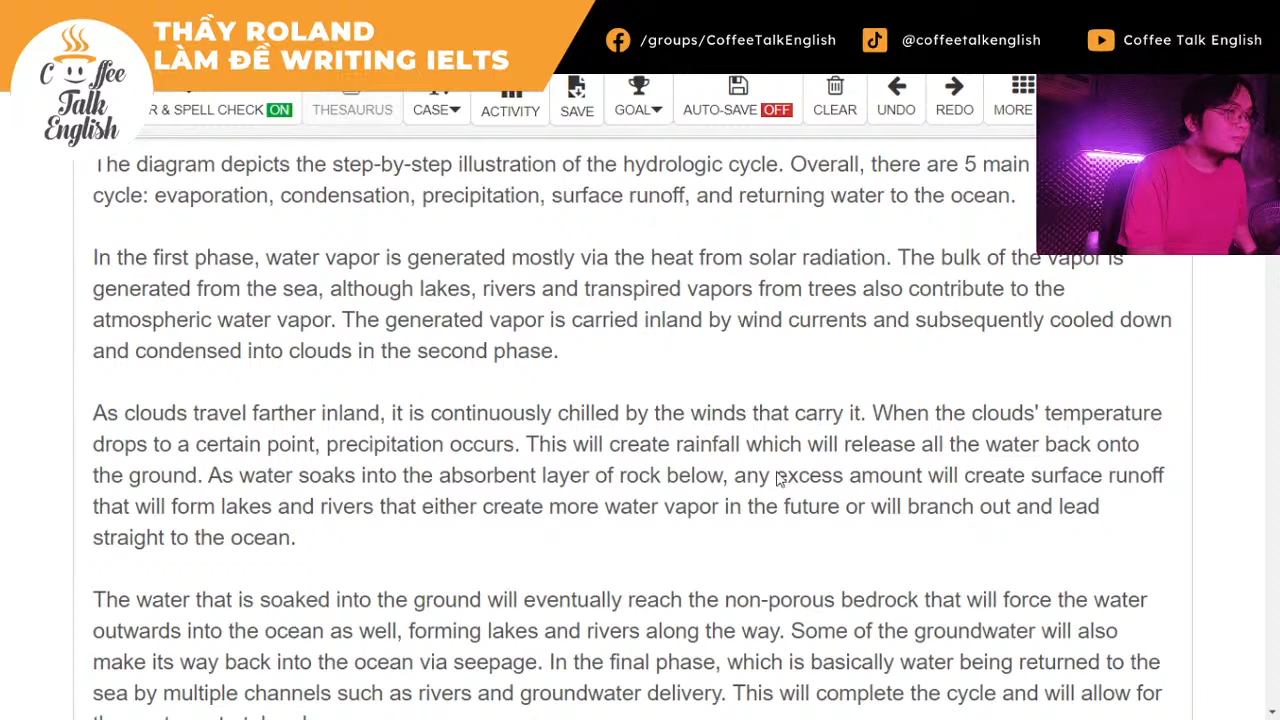 THẦY ROLAND
LÀM ĐỀ WRITING IELTS
/groups/CoffeeTalkEnglish
@coffeetalkenglish
Coffee Talk English
Coffee
Talk
English
R & SPELL CHECK ON
THESAURUS
CASE
ACTIVITY
SAVE
GOAL
AUTO-SAVE OFF
CLEAR
UNDO
REDO
MORE
The diagram depicts the step-by-step illustration of the hydrologic cycle. Overall, there are 5 main
cycle: evaporation, condensation, precipitation, surface runoff, and returning water to the ocean.
In the first phase, water vapor is generated mostly via the heat from solar radiation. The bulk of the vapor is
generated from the sea, although lakes, rivers and transpired vapors from trees also contribute to the
atmospheric water vapor. The generated vapor is carried inland by wind currents and subsequently cooled down
and condensed into clouds in the second phase.
As clouds travel farther inland, it is continuously chilled by the winds that carry it. When the clouds' temperature
drops to a certain point, precipitation occurs. This will create rainfall which will release all the water back onto
the ground. As water soaks into the absorbent layer of rock below, any excess amount will create surface runoff
that will form lakes and rivers that either create more water vapor in the future or will branch out and lead
straight to the ocean.
The water that is soaked into the ground will eventually reach the non-porous bedrock that will force the water
outwards into the ocean as well, forming lakes and rivers along the way. Some of the groundwater will also
make its way back into the ocean via seepage. In the final phase, which is basically water being returned to the
sea by multiple channels such as rivers and groundwater delivery. This will complete the cycle and will allow for